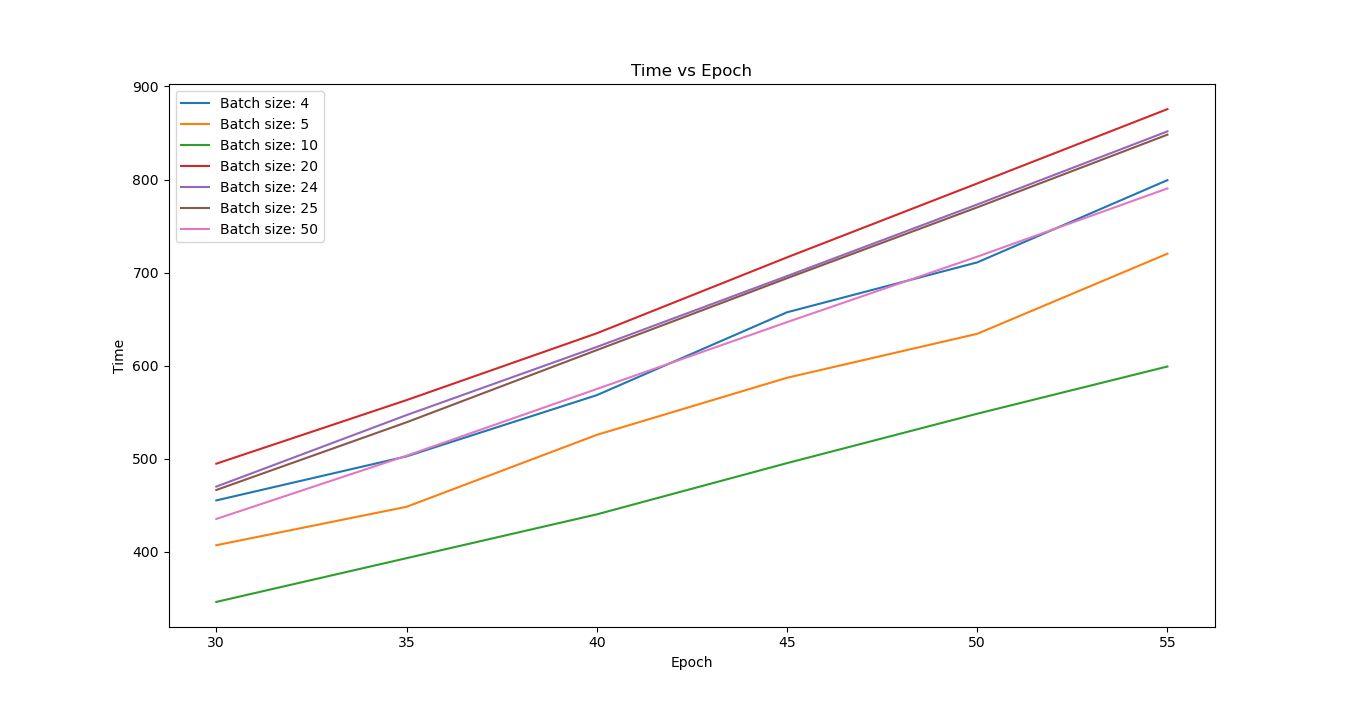 Time vs Epoch
Batch size: 4
Batch size: 5
Batch size: 10
Batch size: 20
Batch size: 24
Batch size: 25
Batch size: 50
900
800
700
600
500
400
Time
30 35 40 45 50 55
Epoch